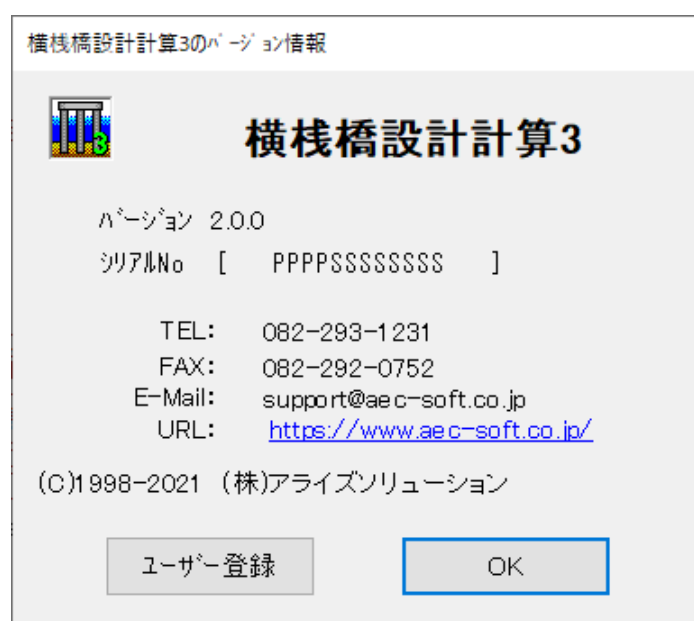 横桟橋設計計算3のﾊﾞｰｼﾞｮﾝ情報
3
横桟橋設計計算3
ﾊﾞｰｼﾞｮﾝ 2.0.0
ｼﾘｱﾙNo [ PPPPSSSSSSSS ]
TEL: 082-293-1231
FAX: 082-292-0752
E-Mail: support@aec-soft.co.jp
URL: https://www.aec-soft.co.jp/
(C)1998-2021 (株)アライズソリューション
ﾕｰｻﾞｰ登録 OK